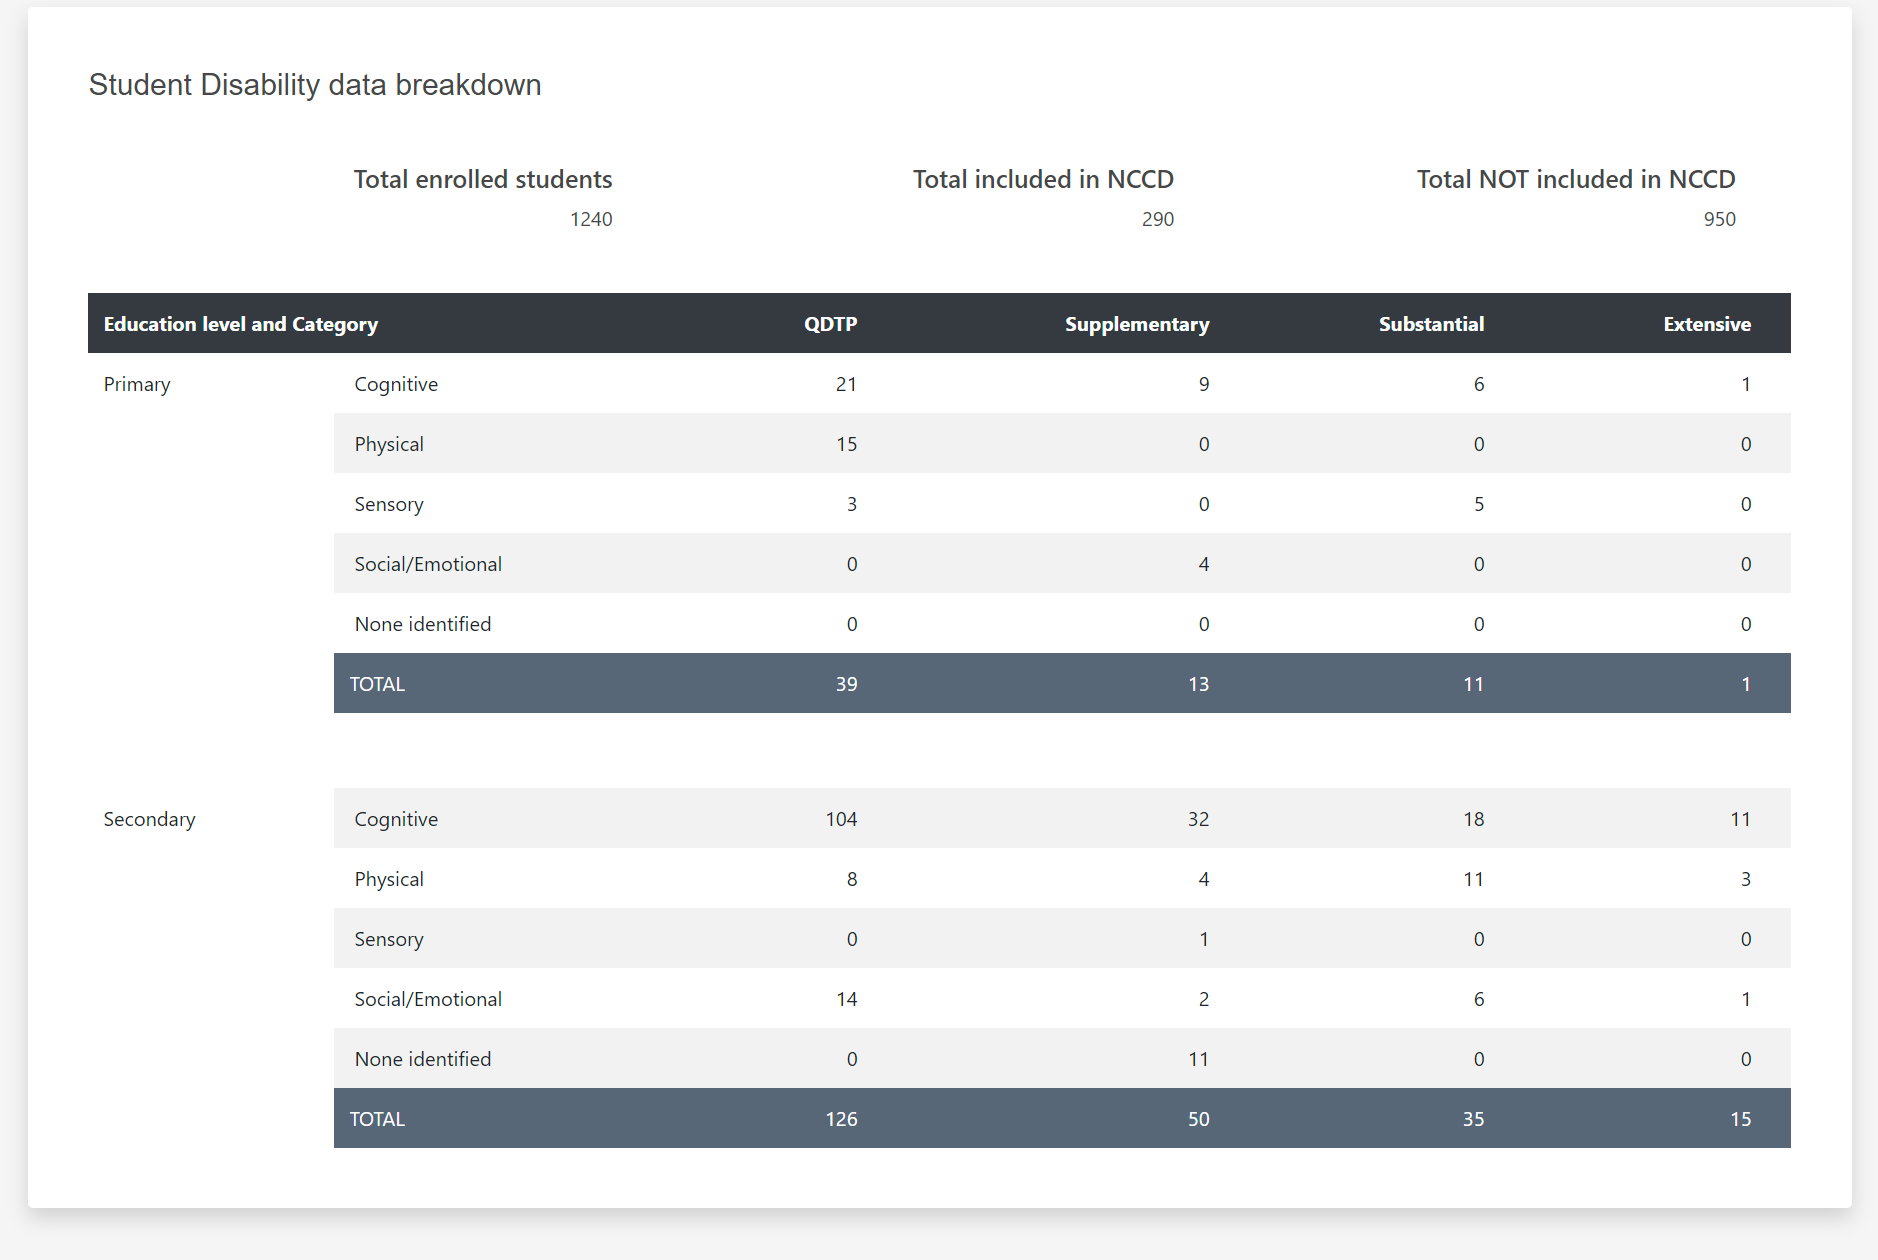 Student Disability data breakdown
Total enrolled students Total included in NCCD Total NOT included in NCCD
1240 290 950
Education level and Category QDTP Supplementary Substantial Extensive
Primary Cognitive 21 9 6 1
Physical 15 0 0 0
Sensory 3 0 5 0
Social/Emotional 0 4 0 0
None identified 0 0 0 0
TOTAL 39 13 11 1
Secondary Cognitive 104 32 18 11
Physical 8 4 11 3
Sensory 0 1 0 0
Social/Emotional 14 2 6 1
None identified 0 11 0 0
TOTAL 126 50 35 15